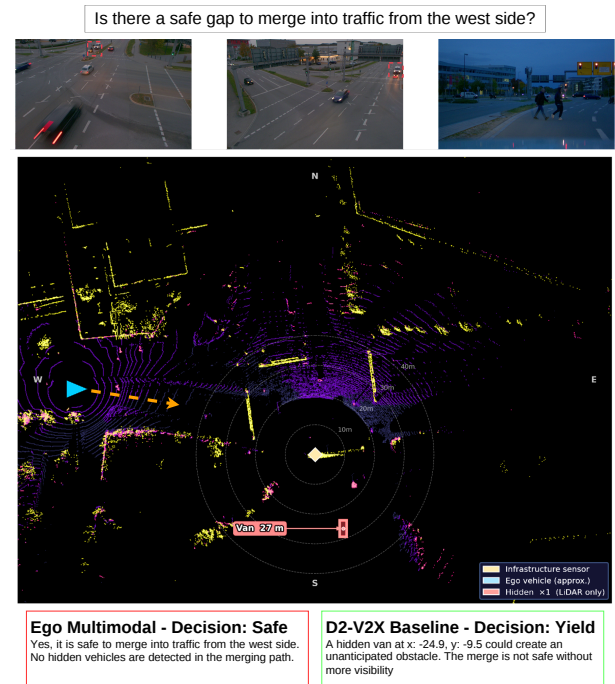 Is there a safe gap to merge into traffic from the west side?
N
40m
W
E
30m
20m
10m
Van 27 m
S
Infrastructure sensor
Ego vehicle (approx.)
Hidden ×1 (LiDAR only)
Ego Multimodal - Decision: Safe
Yes, it is safe to merge into traffic from the west side.
No hidden vehicles are detected in the merging path.
D2-V2X Baseline - Decision: Yield
A hidden van at x: -24.9, y: -9.5 could create an
unanticipated obstacle. The merge is not safe without
more visibility